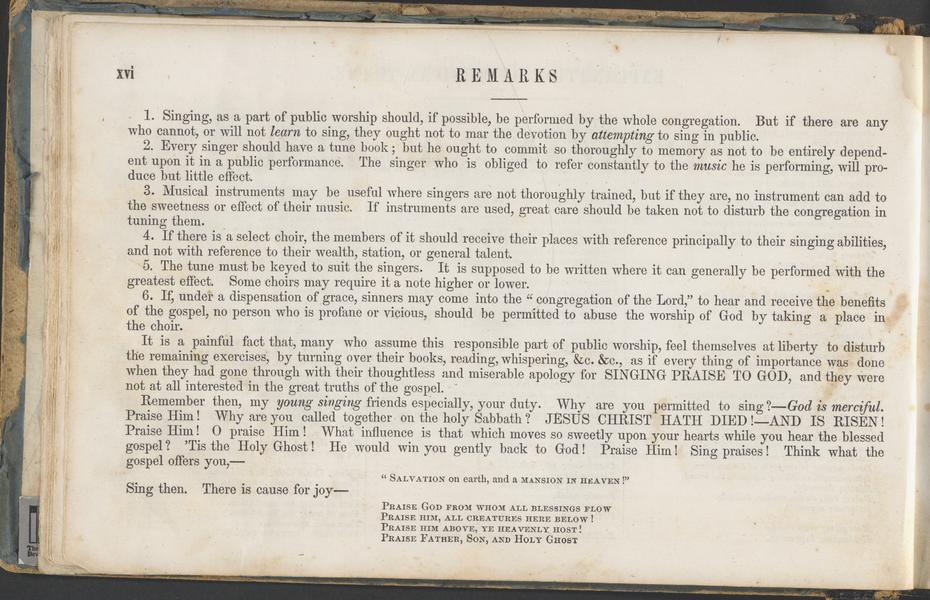 xvi
REMARKS
1. Singing, as a part of public worship should, if possible, be performed by the whole congregation. But if there are any
who cannot, or will not learn to sing, they ought not to mar the devotion by attempting to sing in public.
2. Every singer should have a tune book; but he ought to commit so thoroughly to memory as not to be entirely depend-
ent upon it in a public performance. The singer who is obliged to refer constantly to the music he is performing, will pro-
duce but little effect.
3. Musical instruments may be useful where singers are not thoroughly trained, but if they are, no instrument can add to
the sweetness or effect of their music. If instruments are used, great care should be taken not to disturb the congregation in
tuning them.
4. If there is a select choir, the members of it should receive their places with reference principally to their singing abilities,
and not with reference to their wealth, station, or general talent.
5. The tune must be keyed to suit the singers. It is supposed to be written where it can generally be performed with the
greatest effect. Some choirs may require it a note higher or lower.
6. If, under a dispensation of grace, sinners may come into the "congregation of the Lord," to hear and receive the benefits
of the gospel, no person who is profane or vicious, should be permitted to abuse the worship of God by taking a place in
the choir.
It is a painful fact that, many who assume this responsible part of public worship, feel themselves at liberty to disturb
the remaining exercises, by turning over their books, reading, whispering, &c. &c., as if every thing of importance was done
when they had gone through with their thoughtless and miserable apology for SINGING PRAISE TO GOD, and they were
not at all interested in the great truths of the gospel.
Remember then, my young singing friends especially, your duty. Why are you permitted to sing?—God is merciful.
Praise Him! Why are you called together on the holy Sabbath? JESUS CHRIST HATH DIED!—AND IS RISEN!
Praise Him! O praise Him! What influence is that which moves so sweetly upon your hearts while you hear the blessed
gospel? 'Tis the Holy Ghost! He would win you gently back to God! Praise Him! Sing praises! Think what the
gospel offers you,—
"SALVATION on earth, and a MANSION IN HEAVEN!"
Sing then. There is cause for joy—
PRAISE GOD FROM WHOM ALL BLESSINGS FLOW
PRAISE HIM, ALL CREATURES HERE BELOW!
PRAISE HIM ABOVE, YE HEAVENLY HOST!
PRAISE FATHER, SON, AND HOLY GHOST